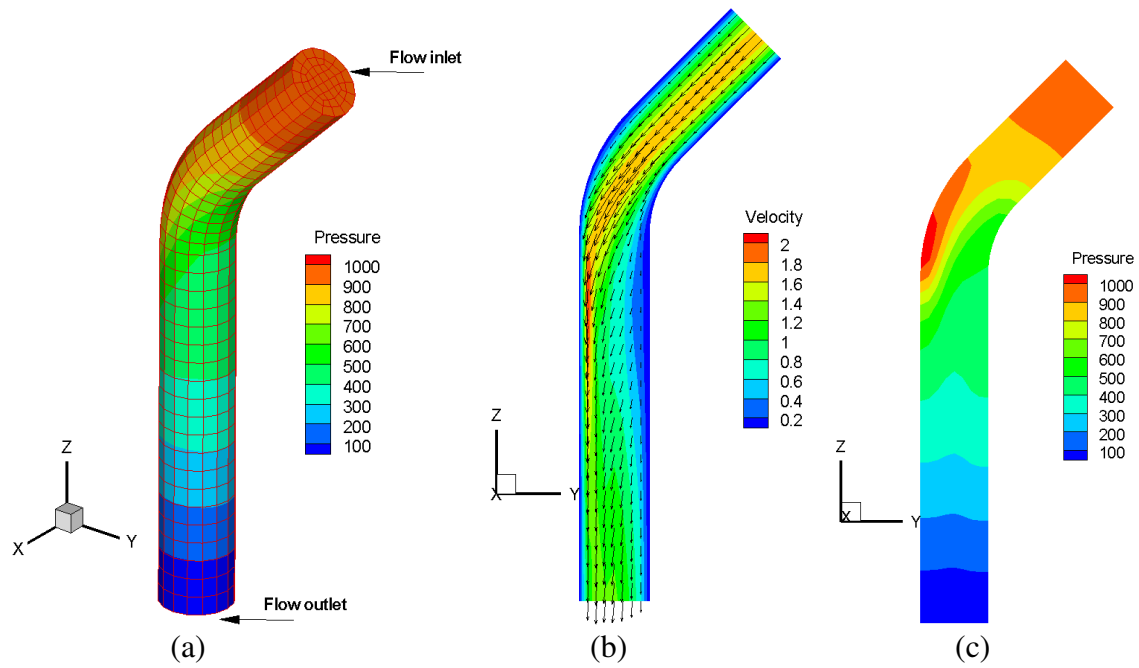 Flow inlet
Pressure
1000
900
800
700
600
500
400
300
200
100
Z
X
Y
Flow outlet
(a)
Velocity
2
1.8
1.6
1.4
1.2
1
0.8
0.6
0.4
0.2
Z
X
Y
(b)
Pressure
1000
900
800
700
600
500
400
300
200
100
Z
X
Y
(c)